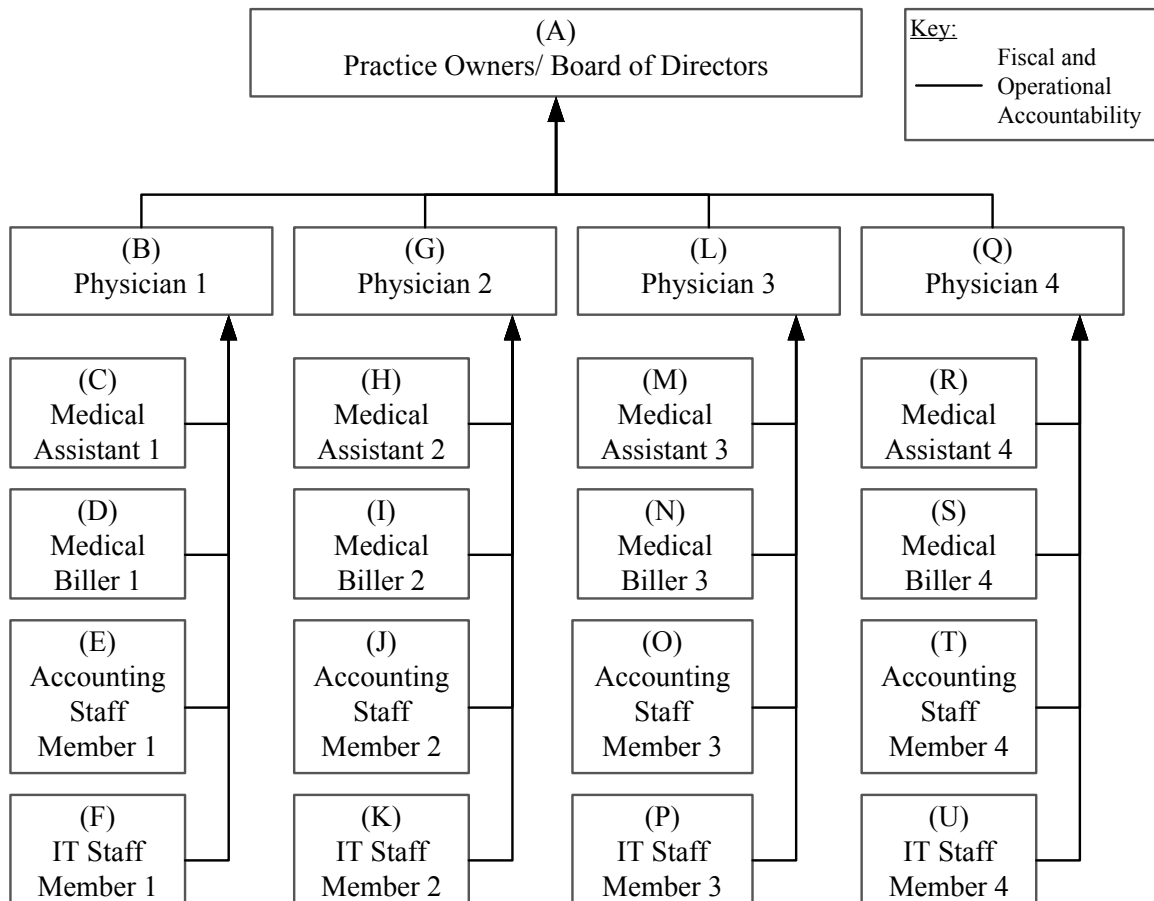 (A)
Practice Owners/ Board of Directors
Key:
Fiscal and
Operational
Accountability
(B)
Physician 1
(G)
Physician 2
(L)
Physician 3
(Q)
Physician 4
(C)
Medical
Assistant 1
(H)
Medical
Assistant 2
(M)
Medical
Assistant 3
(R)
Medical
Assistant 4
(D)
Medical
Biller 1
(I)
Medical
Biller 2
(N)
Medical
Biller 3
(S)
Medical
Biller 4
(E)
Accounting
Staff
Member 1
(J)
Accounting
Staff
Member 2
(O)
Accounting
Staff
Member 3
(T)
Accounting
Staff
Member 4
(F)
IT Staff
Member 1
(K)
IT Staff
Member 2
(P)
IT Staff
Member 3
(U)
IT Staff
Member 4